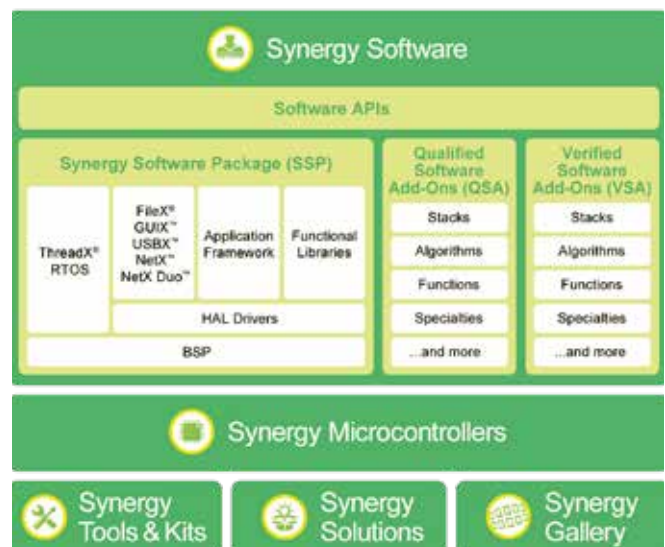 Synergy Software
Software APIs
Synergy Software Package (SSP)
ThreadX®
RTOS
FileX®
GUIX™
USBX™
NetX™
NetX Duo™
Application
Framework
Functional
Libraries
HAL Drivers
BSP
Qualified
Software
Add-Ons (QSA)
Stacks
Algorithms
Functions
Specialties
...and more
Verified
Software
Add-Ons (VSA)
Stacks
Algorithms
Functions
Specialties
...and more
Synergy Microcontrollers
Synergy
Tools & Kits
Synergy
Solutions
Synergy
Gallery